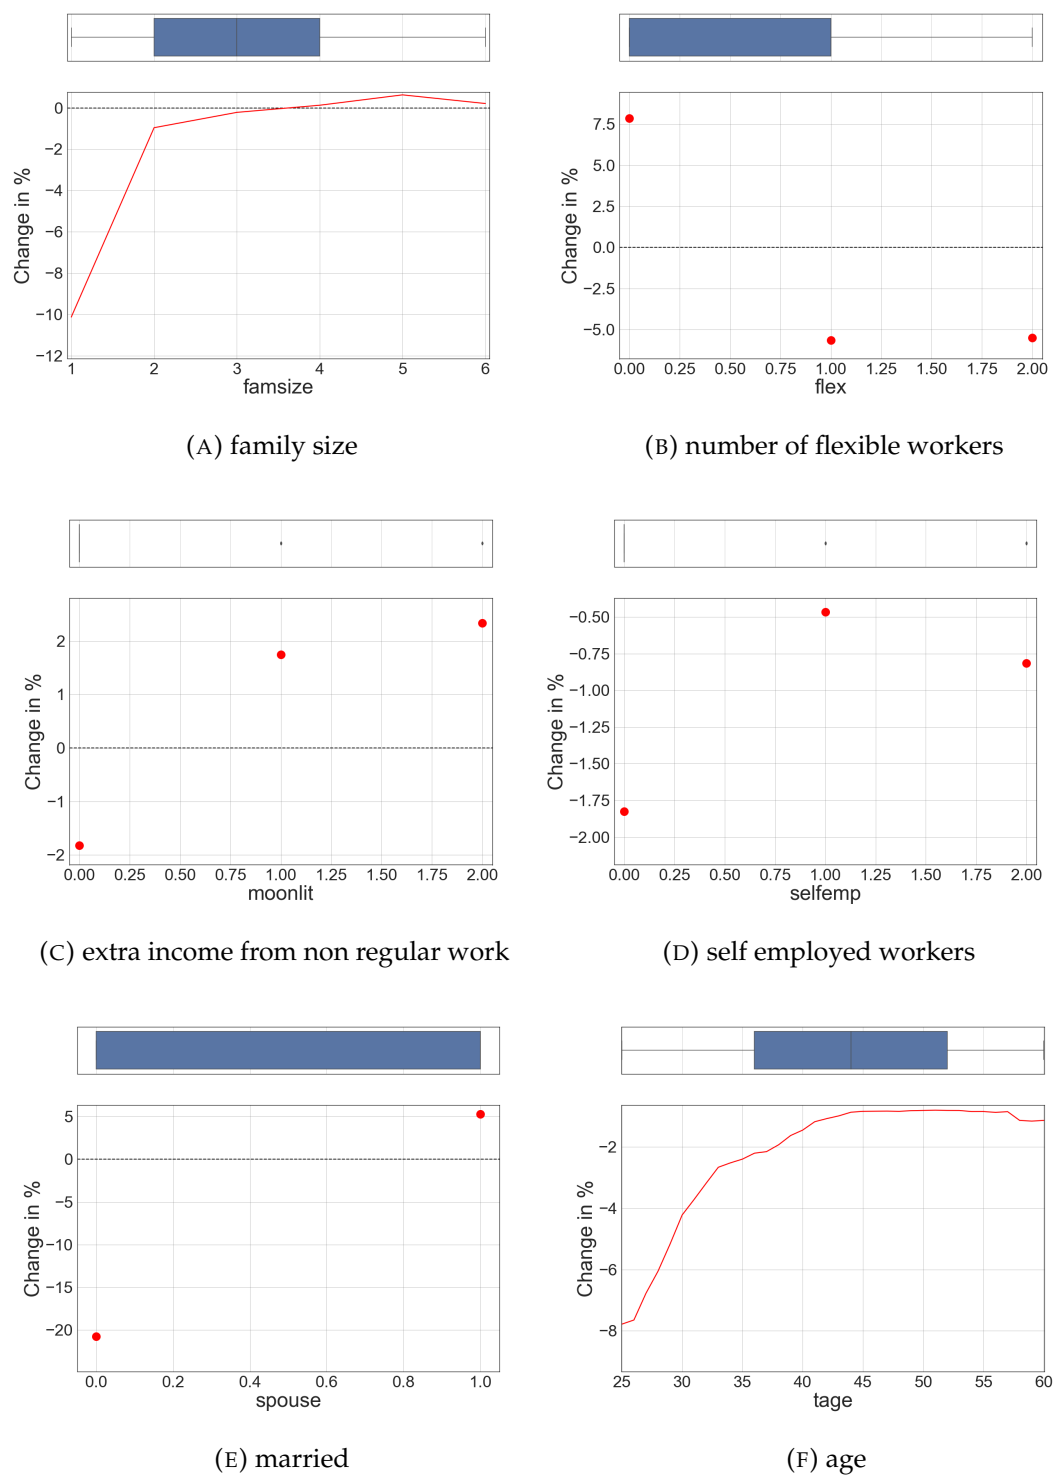 Change in %
0
−2
−4
−6
−8
−10
−12
1 2 3 4 5 6
famsize
(A) family size
Change in %
7.5
5.0
2.5
0.0
−2.5
−5.0
0.00 0.25 0.50 0.75 1.00 1.25 1.50 1.75 2.00
flex
(B) number of flexible workers
Change in %
2
1
0
−1
−2
0.00 0.25 0.50 0.75 1.00 1.25 1.50 1.75 2.00
moonlit
(C) extra income from non regular work
Change in %
−0.50
−0.75
−1.00
−1.25
−1.50
−1.75
−2.00
0.00 0.25 0.50 0.75 1.00 1.25 1.50 1.75 2.00
selfemp
(D) self employed workers
Change in %
5
0
−5
−10
−15
−20
0.0 0.2 0.4 0.6 0.8 1.0
spouse
(E) married
Change in %
−2
−4
−6
−8
25 30 35 40 45 50 55 60
tage
(F) age